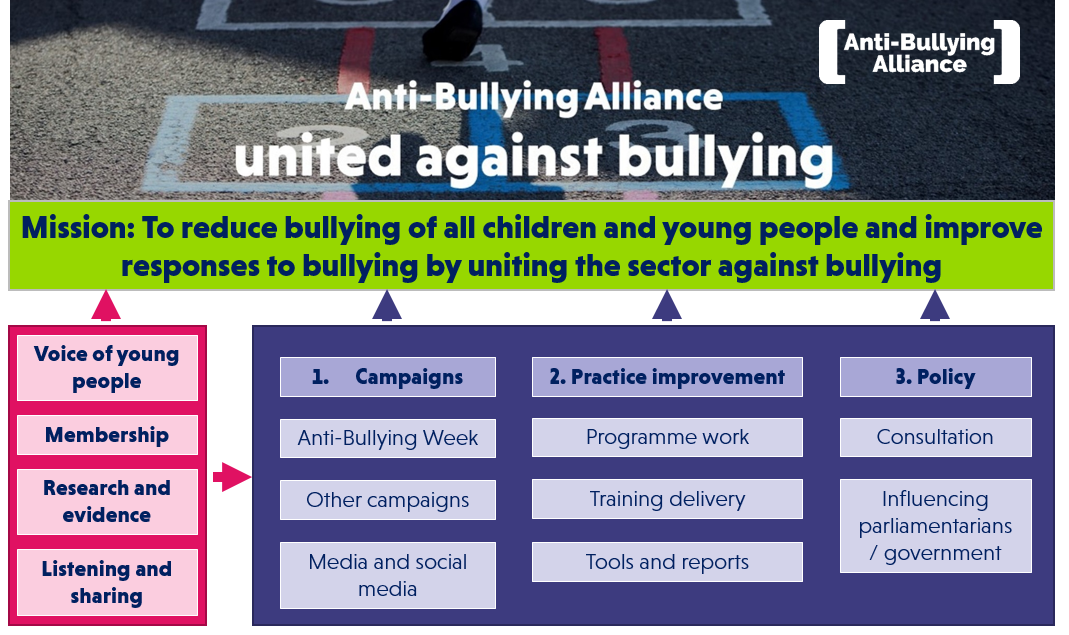 Anti-Bullying
Alliance
4
Anti-Bullying Alliance
2
3
united against bullying
Mission: To reduce bullying of all children and young people and improve
responses to bullying by uniting the sector against bullying
Voice of young
people
Membership
Research and
evidence
Listening and
sharing
1. Campaigns
Anti-Bullying Week
Other campaigns
Media and social
media
2. Practice improvement
Programme work
Training delivery
Tools and reports
3. Policy
Consultation
Influencing
parliamentarians
/ government